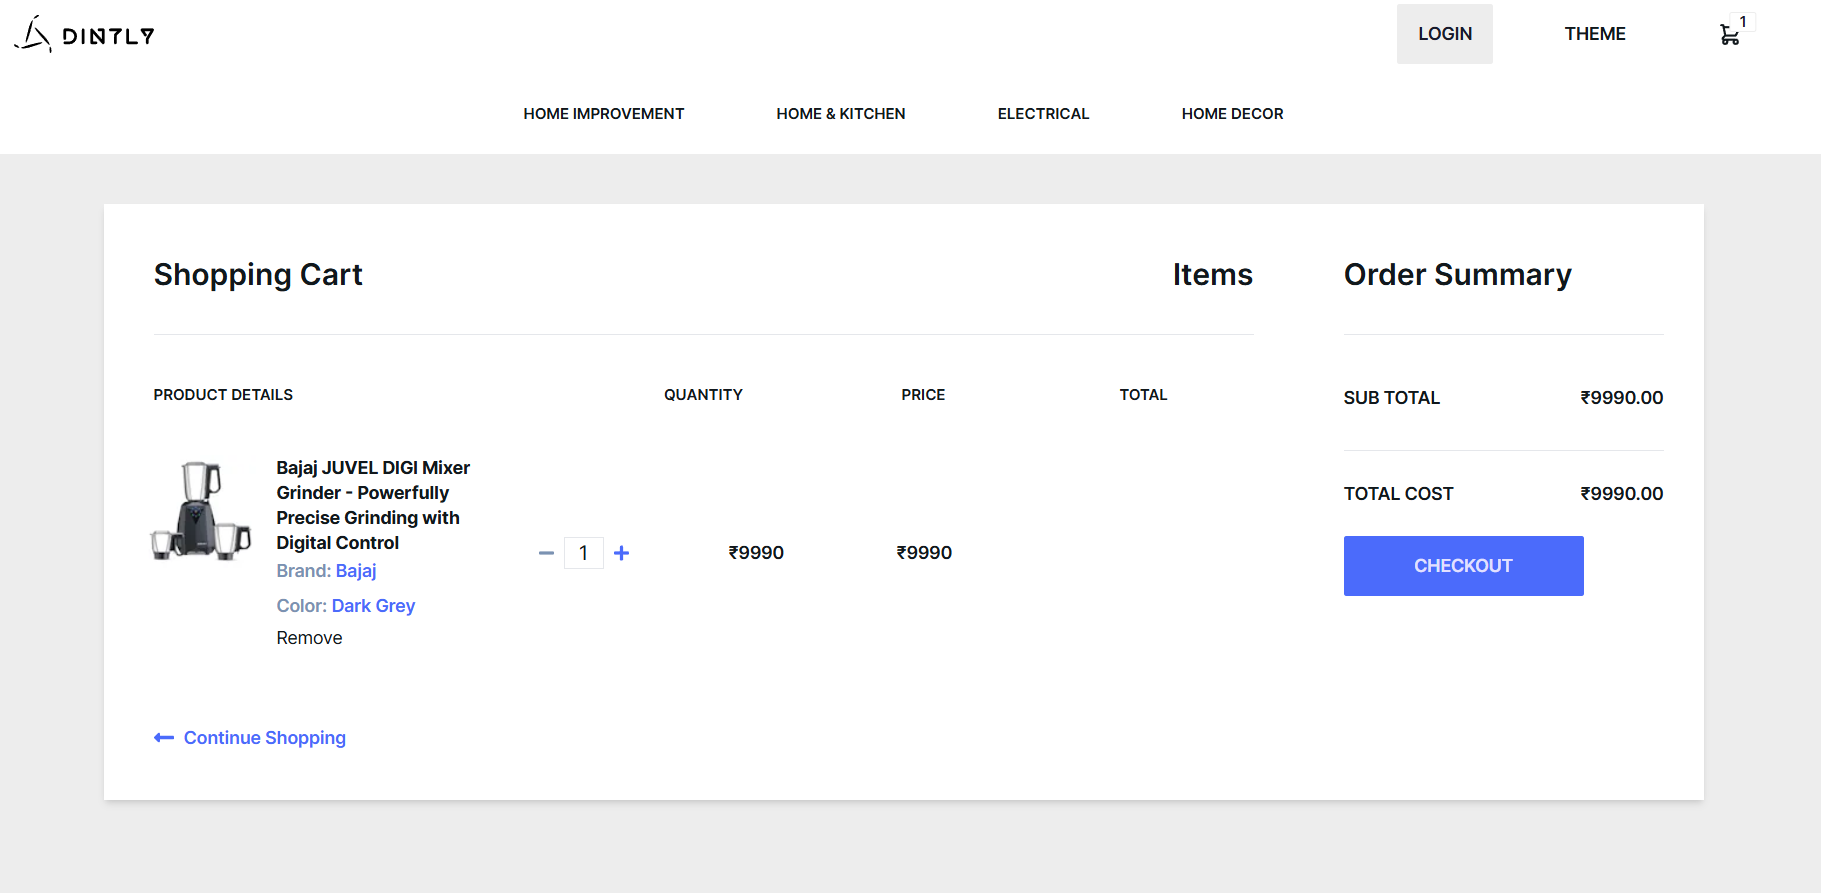 DINTLY
LOGIN
THEME
1
HOME IMPROVEMENT
HOME & KITCHEN
ELECTRICAL
HOME DECOR
Shopping Cart
Items
Order Summary
PRODUCT DETAILS
QUANTITY
PRICE
TOTAL
Bajaj JUVEL DIGI Mixer
Grinder - Powerfully
Precise Grinding with
Digital Control
Brand: Bajaj
Color: Dark Grey
Remove
1
₹9990
₹9990
SUB TOTAL
₹9990.00
TOTAL COST
₹9990.00
CHECKOUT
Continue Shopping